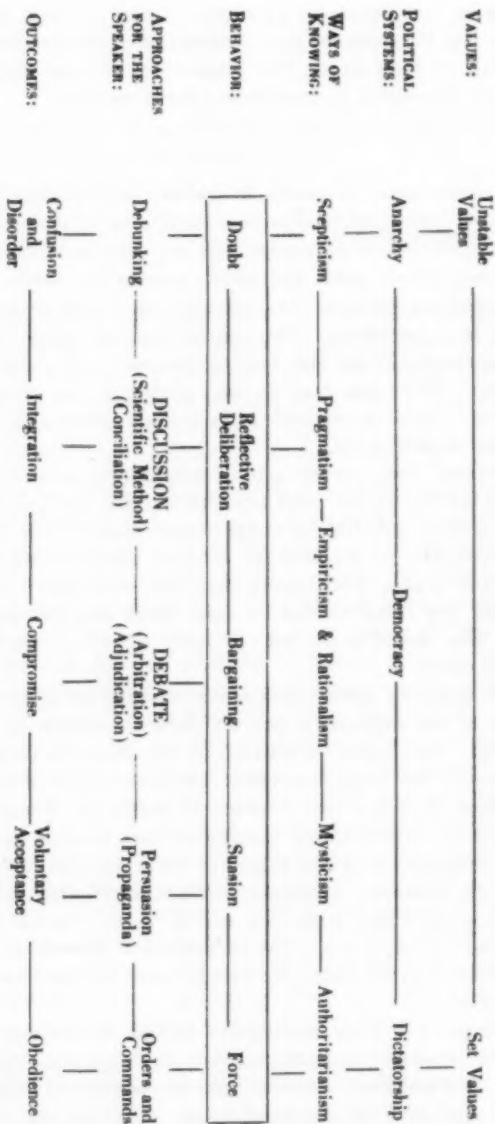 VALUES:
Unstable
Values
Set Values
POLITICAL
SYSTEMS:
Anarchy
Democracy
Dictatorship
WAYS OF
KNOWING:
Scepticism
Pragmatism
Empiricism & Rationalism
Mysticism
Authoritarianism
BEHAVIOR:
Doubt
Reflective
Deliberation
Bargaining
Suasion
Force
APPROACHES
FOR THE
SPEAKER:
Debunking
DISCUSSION
(Scientific Method)
(Conciliation)
DEBATE
(Arbitration)
(Adjudication)
Persuasion
(Propaganda)
Orders and
Commands
OUTCOMES:
Confusion
and
Disorder
Integration
Compromise
Voluntary
Acceptance
Obedience